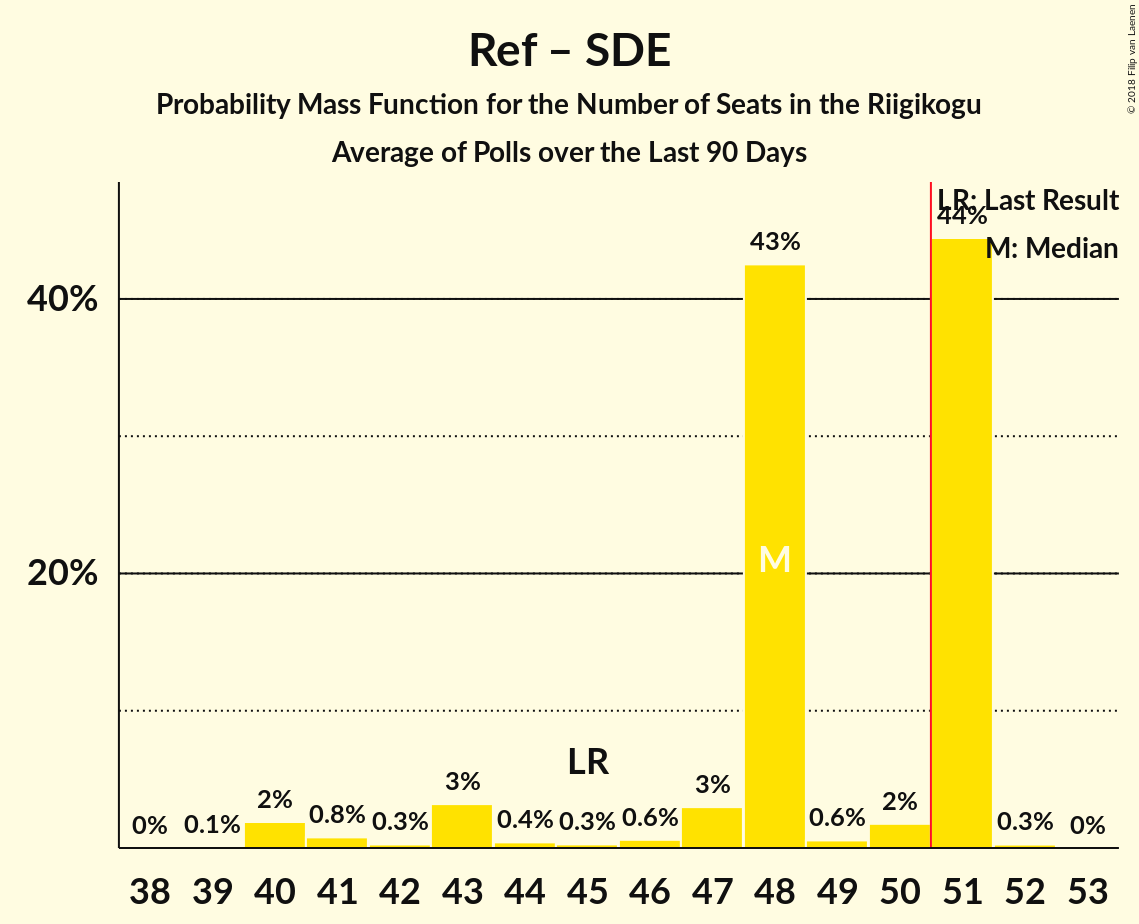 Ref – SDE
Probability Mass Function for the Number of Seats in the Riigikogu
Average of Polls over the Last 90 Days
© 2018 Filip van Laenen
LR: Last Result
M: Median
40%
20%
0% 0.1% 2% 0.8% 0.3% 3% 0.4% 0.3% 0.6% 3% 43% 0.6% 2% 44% 0.3% 0%
LR
M
38 39 40 41 42 43 44 45 46 47 48 49 50 51 52 53